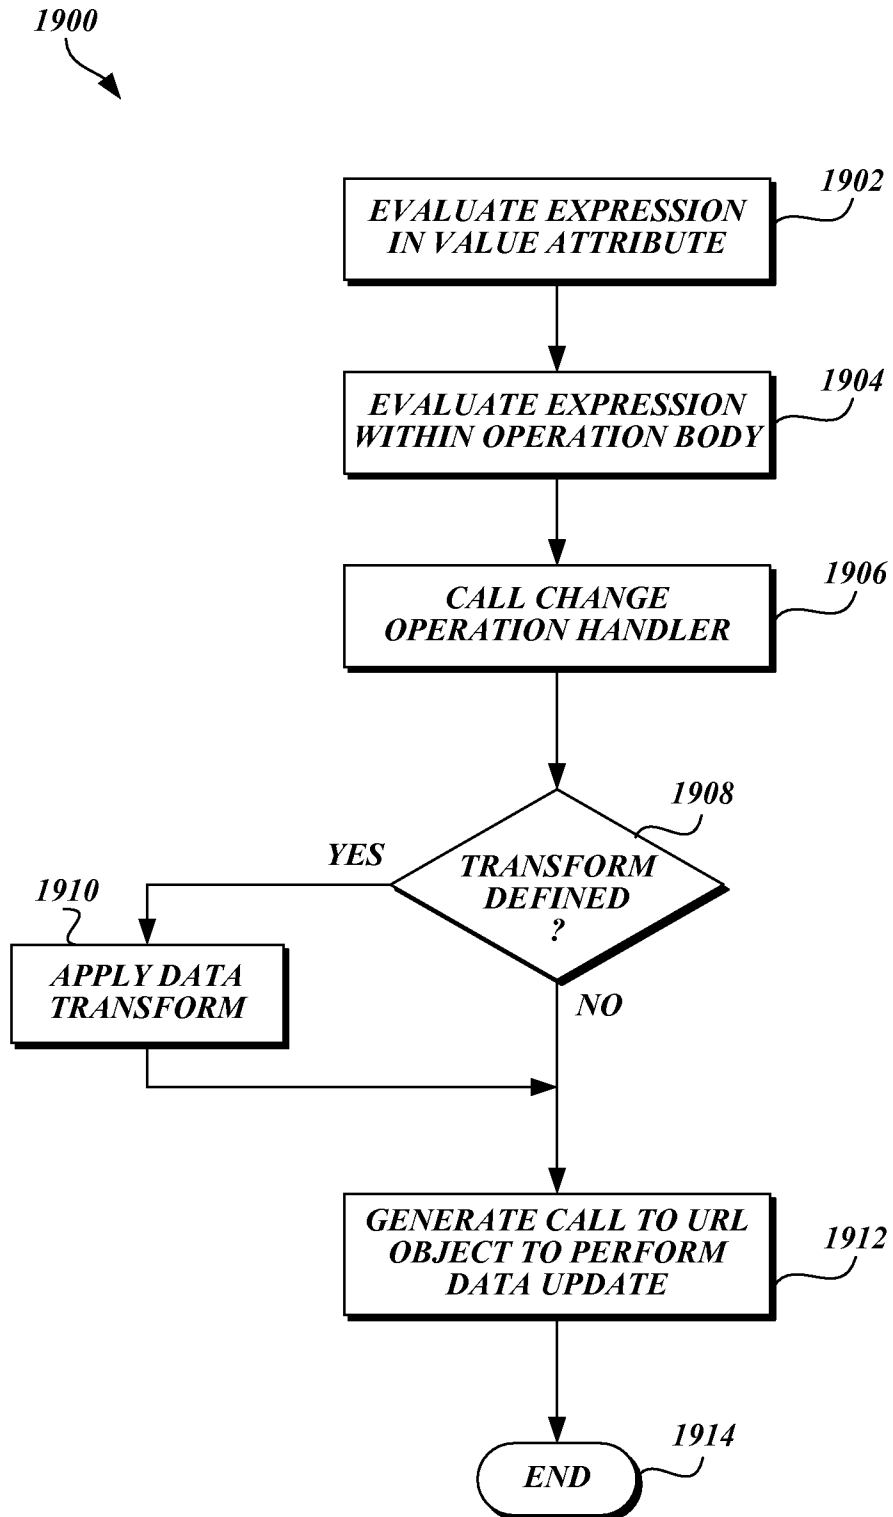 1900
1902
EVALUATE EXPRESSION
IN VALUE ATTRIBUTE
1904
EVALUATE EXPRESSION
WITHIN OPERATION BODY
1906
CALL CHANGE
OPERATION HANDLER
1908
YES
TRANSFORM
DEFINED
?
1910
APPLY DATA
TRANSFORM
NO
GENERATE CALL TO URL
OBJECT TO PERFORM
DATA UPDATE
1912
1914
END